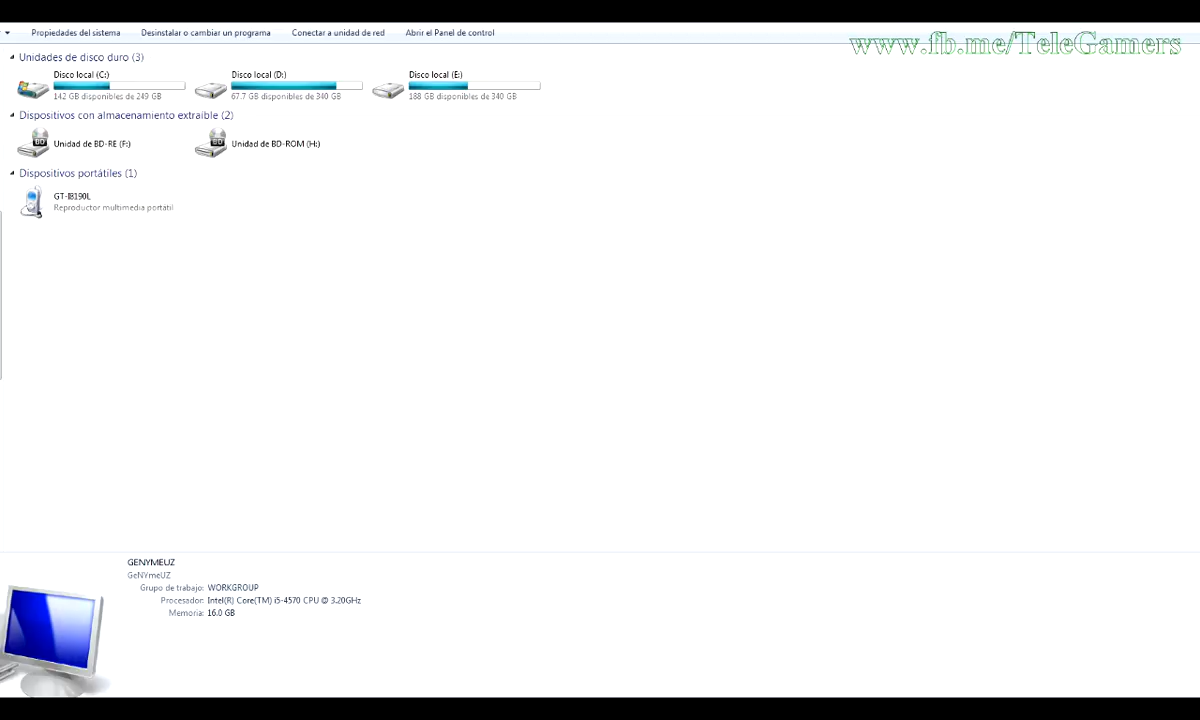 Propiedades del sistema Desinstalar o cambiar un programa Conectar a unidad de red Abrir el Panel de control
www.fb.me/TeleGamers
Unidades de disco duro (3)
Disco local (C:) Disco local (D:) Disco local (E:)
142 GB disponibles de 249 GB 67.7 GB disponibles de 340 GB 188 GB disponibles de 340 GB
Dispositivos con almacenamiento extraíble (2)
Unidad de BD-RE (F:) Unidad de BD-ROM (H:)
Dispositivos portátiles (1)
GT-I8190L
Reproductor multimedia portátil
GENYMEUZ
GeNYmeUZ
Grupo de trabajo: WORKGROUP
Procesador: Intel(R) Core(TM) i5-4570 CPU @ 3.20GHz
Memoria: 16.0 GB